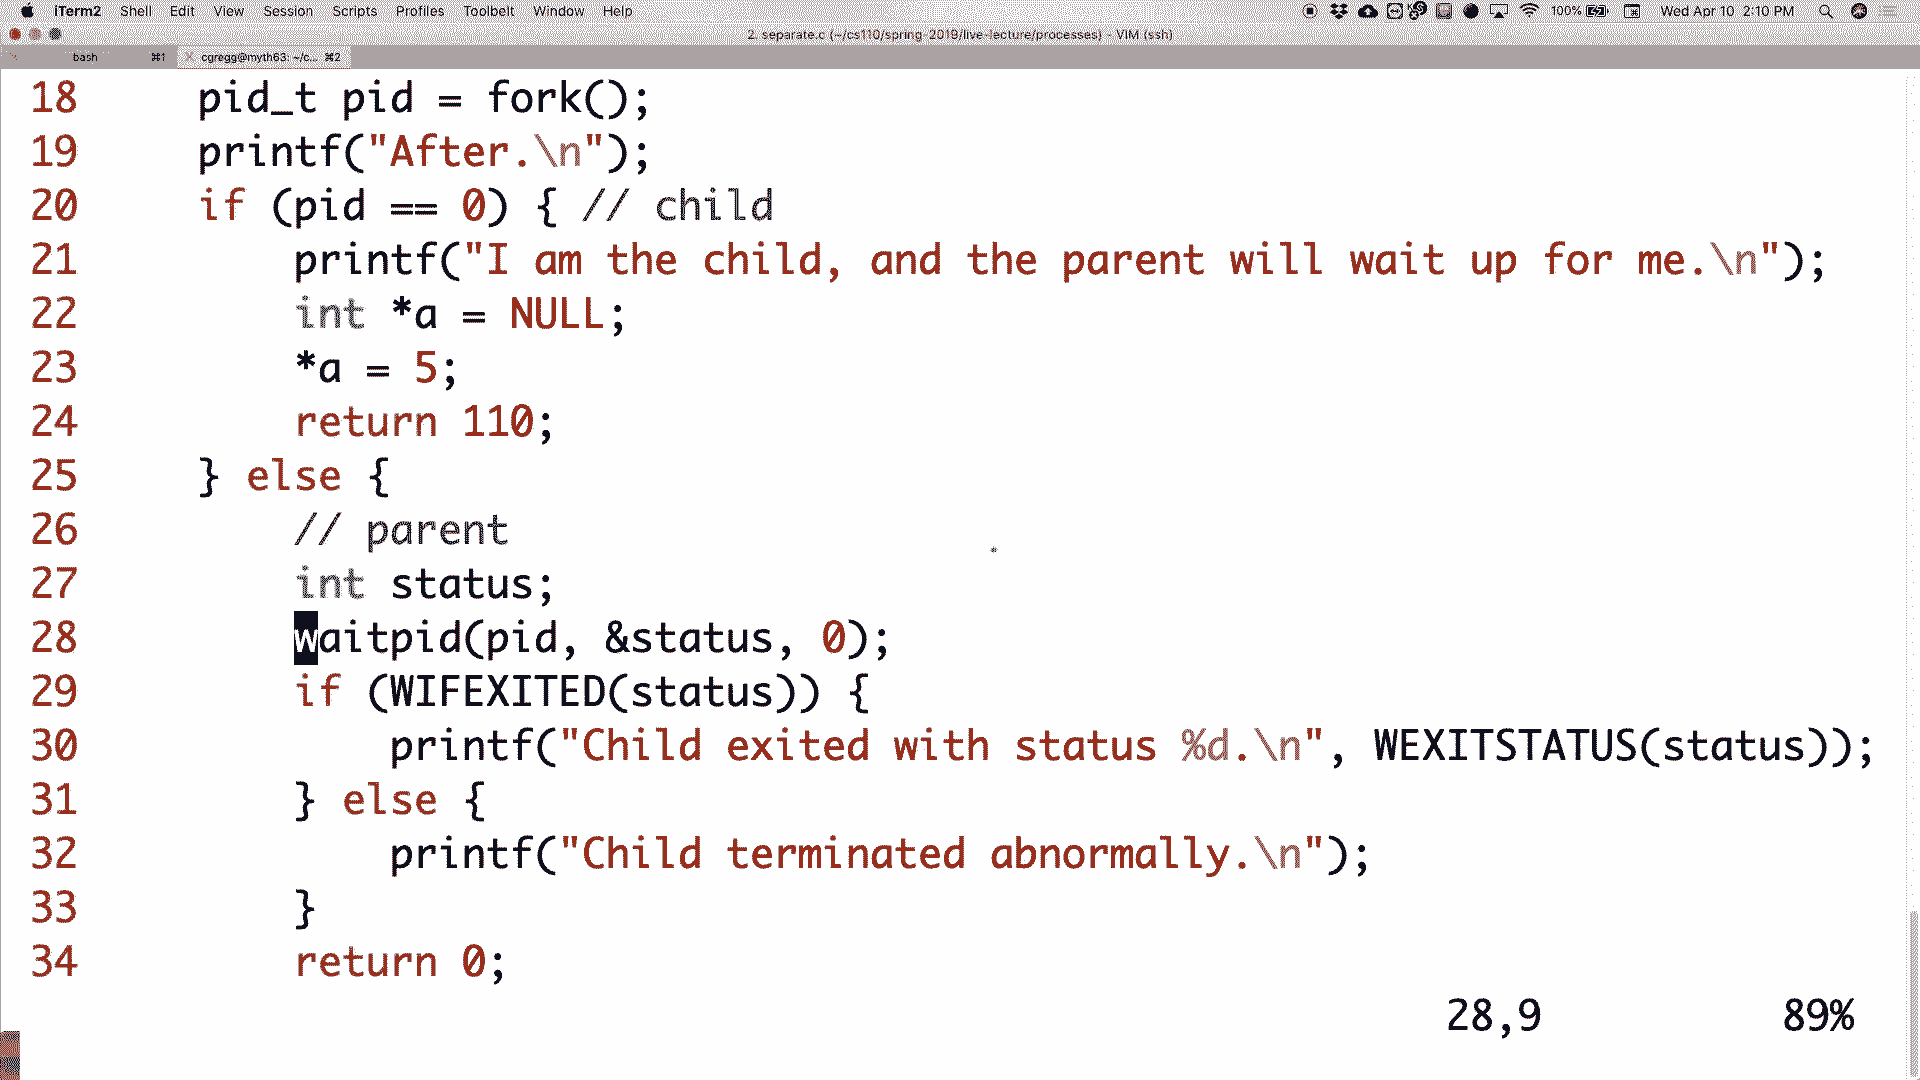 iTerm2 Shell Edit View Session Scripts Profiles Toolbelt Window Help 100% Wed Apr 10 2:10 PM
2. separate.c (~/cs110/spring-2019/live-lecture/processes) - VIM (ssh)
bash ⌘1 cgregg@myth63: ~/c... ⌘2
18 pid_t pid = fork();
19 printf("After.\n");
20 if (pid == 0) { // child
21 printf("I am the child, and the parent will wait up for me.\n");
22 int *a = NULL;
23 *a = 5;
24 return 110;
25 } else {
26 // parent
27 int status;
28 waitpid(pid, &status, 0);
29 if (WIFEXITED(status)) {
30 printf("Child exited with status %d.\n", WEXITSTATUS(status));
31 } else {
32 printf("Child terminated abnormally.\n");
33 }
34 return 0;
28,9 89%